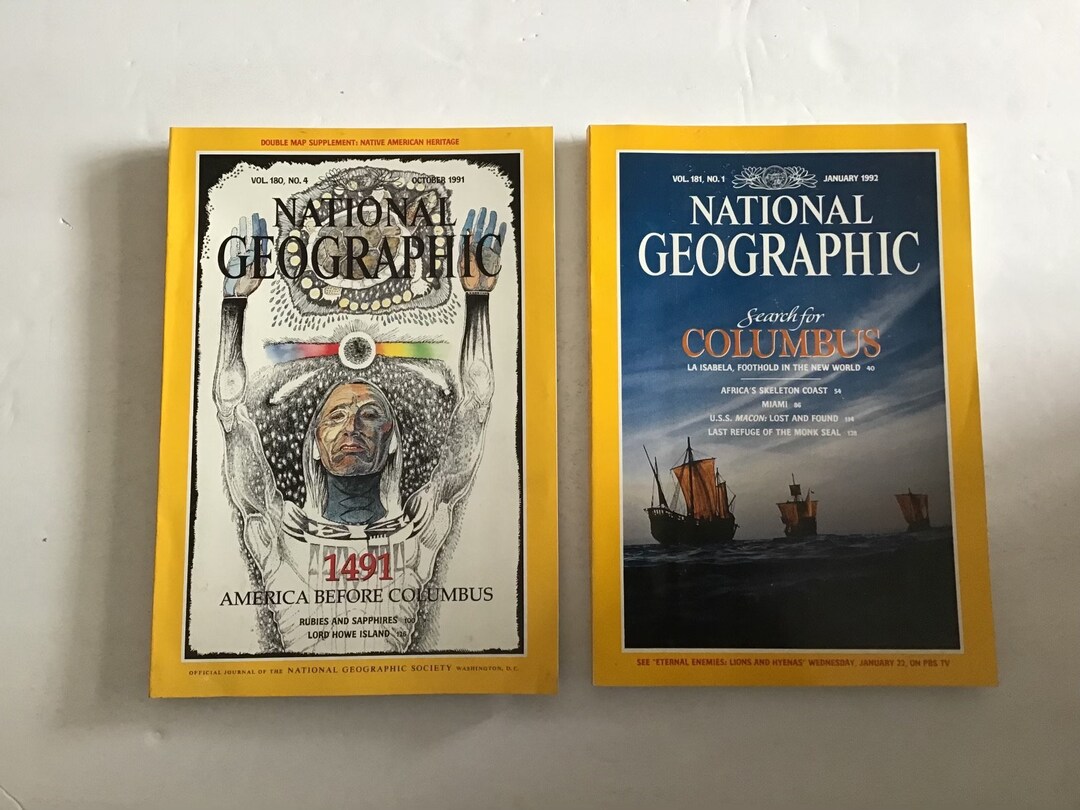 DOUBLE MAP SUPPLEMENT: NATIVE AMERICAN HERITAGE
VOL. 180, NO. 4 OCTOBER 1991
NATIONAL
GEOGRAPHIC
1491
AMERICA BEFORE COLUMBUS
RUBIES AND SAPPHIRES 100
LORD HOWE ISLAND
OFFICIAL JOURNAL OF THE NATIONAL GEOGRAPHIC SOCIETY WASHINGTON, D.C.
VOL. 181, NO. 1 JANUARY 1992
NATIONAL
GEOGRAPHIC
Search for
COLUMBUS
LA ISABELA, FOOTHOLD IN THE NEW WORLD 40
AFRICA'S SKELETON COAST 54
MIAMI 86
U.S.S. MACON: LOST AND FOUND 114
LAST REFUGE OF THE MONK SEAL 128
SEE "ETERNAL ENEMIES: LIONS AND HYENAS" WEDNESDAY, JANUARY 22, ON PBS TV